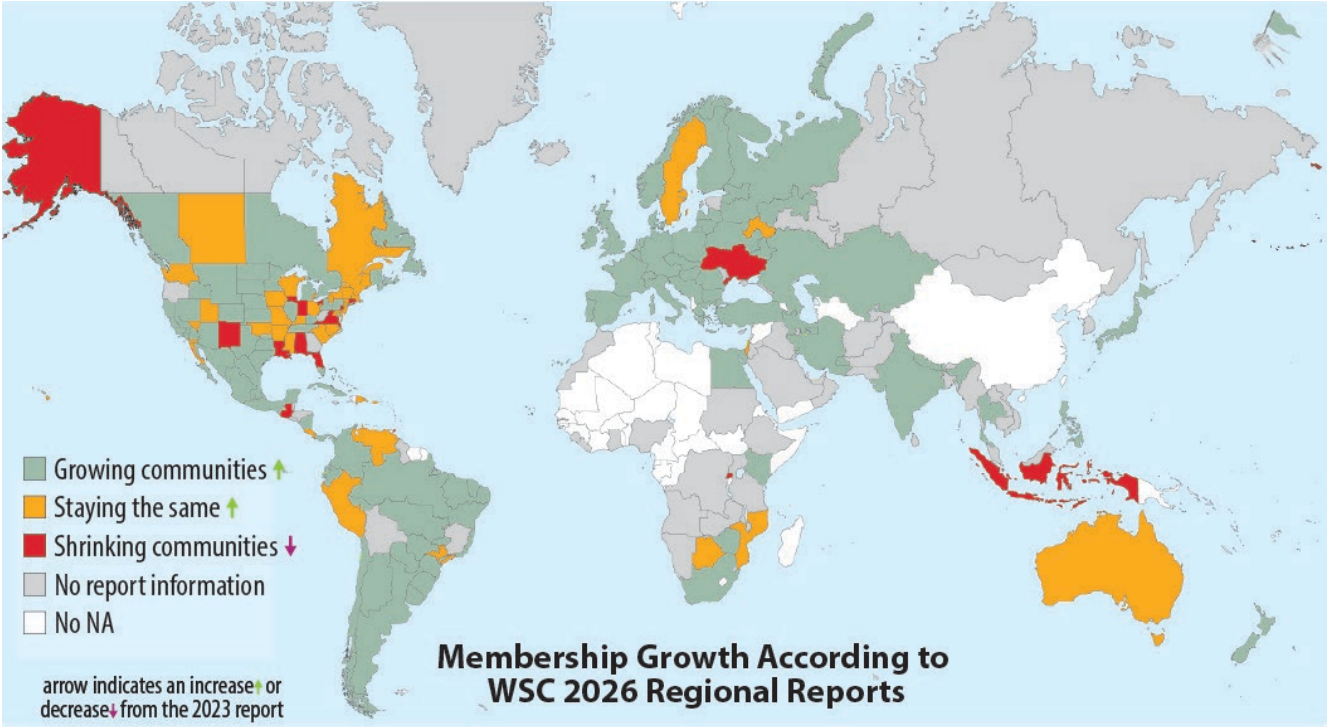 Growing communities ↑
Staying the same ↑
Shrinking communities ↓
No report information
No NA
arrow indicates an increase↑ or
decrease↓ from the 2023 report
Membership Growth According to
WSC 2026 Regional Reports